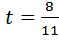 t = 8/11